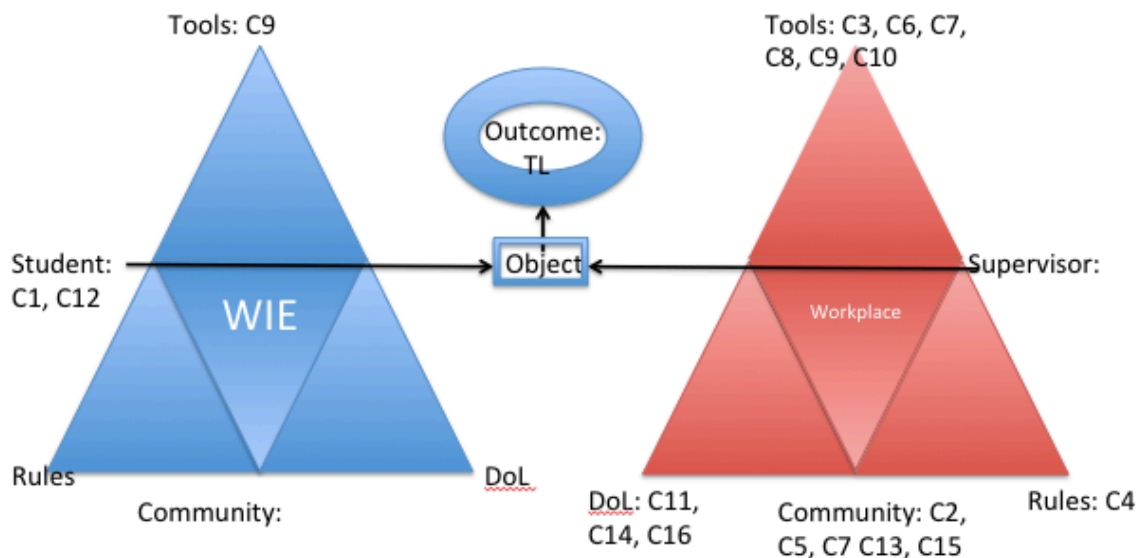 Tools: C9
Tools: C3, C6, C7,
C8, C9, C10
Outcome:
TL
Student:
C1, C12
Object
Supervisor:
WIE
Workplace
Rules
DoL
Community:
DoL: C11,
C14, C16
Community: C2,
C5, C7 C13, C15
Rules: C4